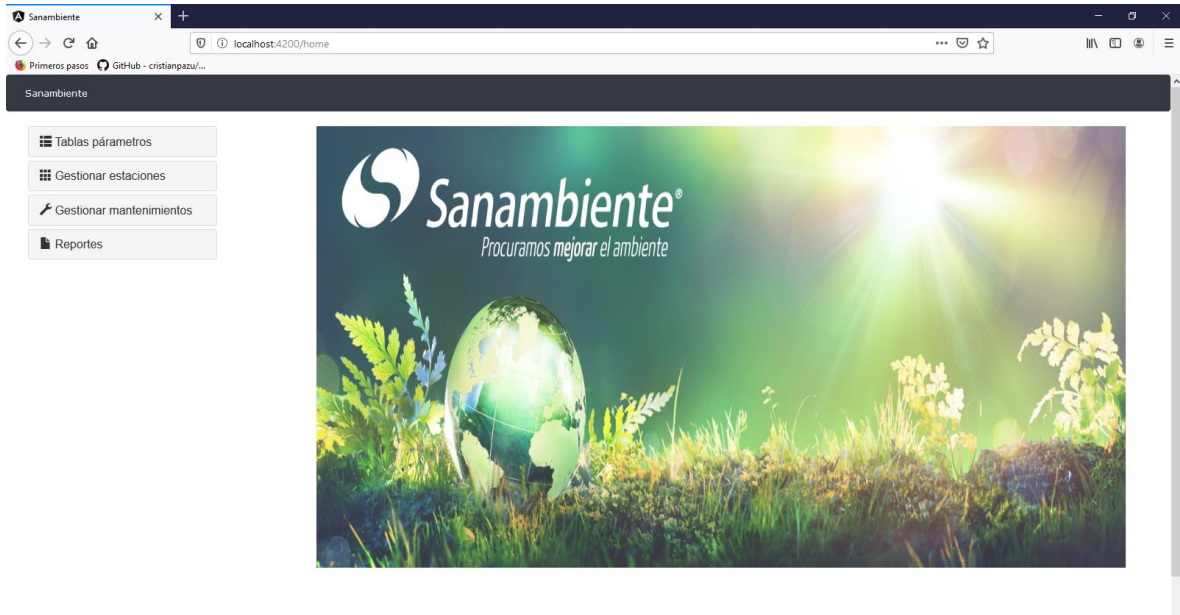 Sanambiente
localhost:4200/home
Primeros pasos
GitHub - cristianpazu/...
Sanambiente
Tablas párametros
Gestionar estaciones
Gestionar mantenimientos
Reportes
Sanambiente®
Procuramos mejorar el ambiente